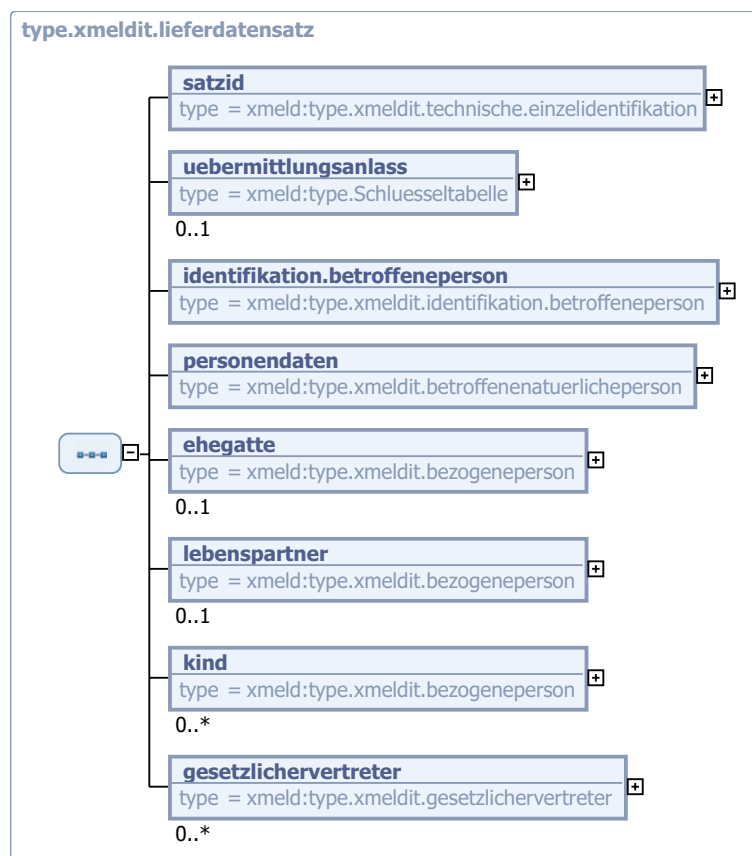 type.xmeldit.lieferdatensatz
satzid
type = xmeld:type.xmeldit.technische.einzelidentifikation
uebermittlungsanlass
type = xmeld:type.Schluesseltabelle
0..1
identifikation.betroffeneperson
type = xmeld:type.xmeldit.identifikation.betroffeneperson
personendaten
type = xmeld:type.xmeldit.betroffenenatuerlicheperson
ehegatte
type = xmeld:type.xmeldit.bezogeneperson
0..1
lebenspartner
type = xmeld:type.xmeldit.bezogeneperson
0..1
kind
type = xmeld:type.xmeldit.bezogeneperson
0..*
gesetzlichervertreter
type = xmeld:type.xmeldit.gesetzlichervertreter
0..*